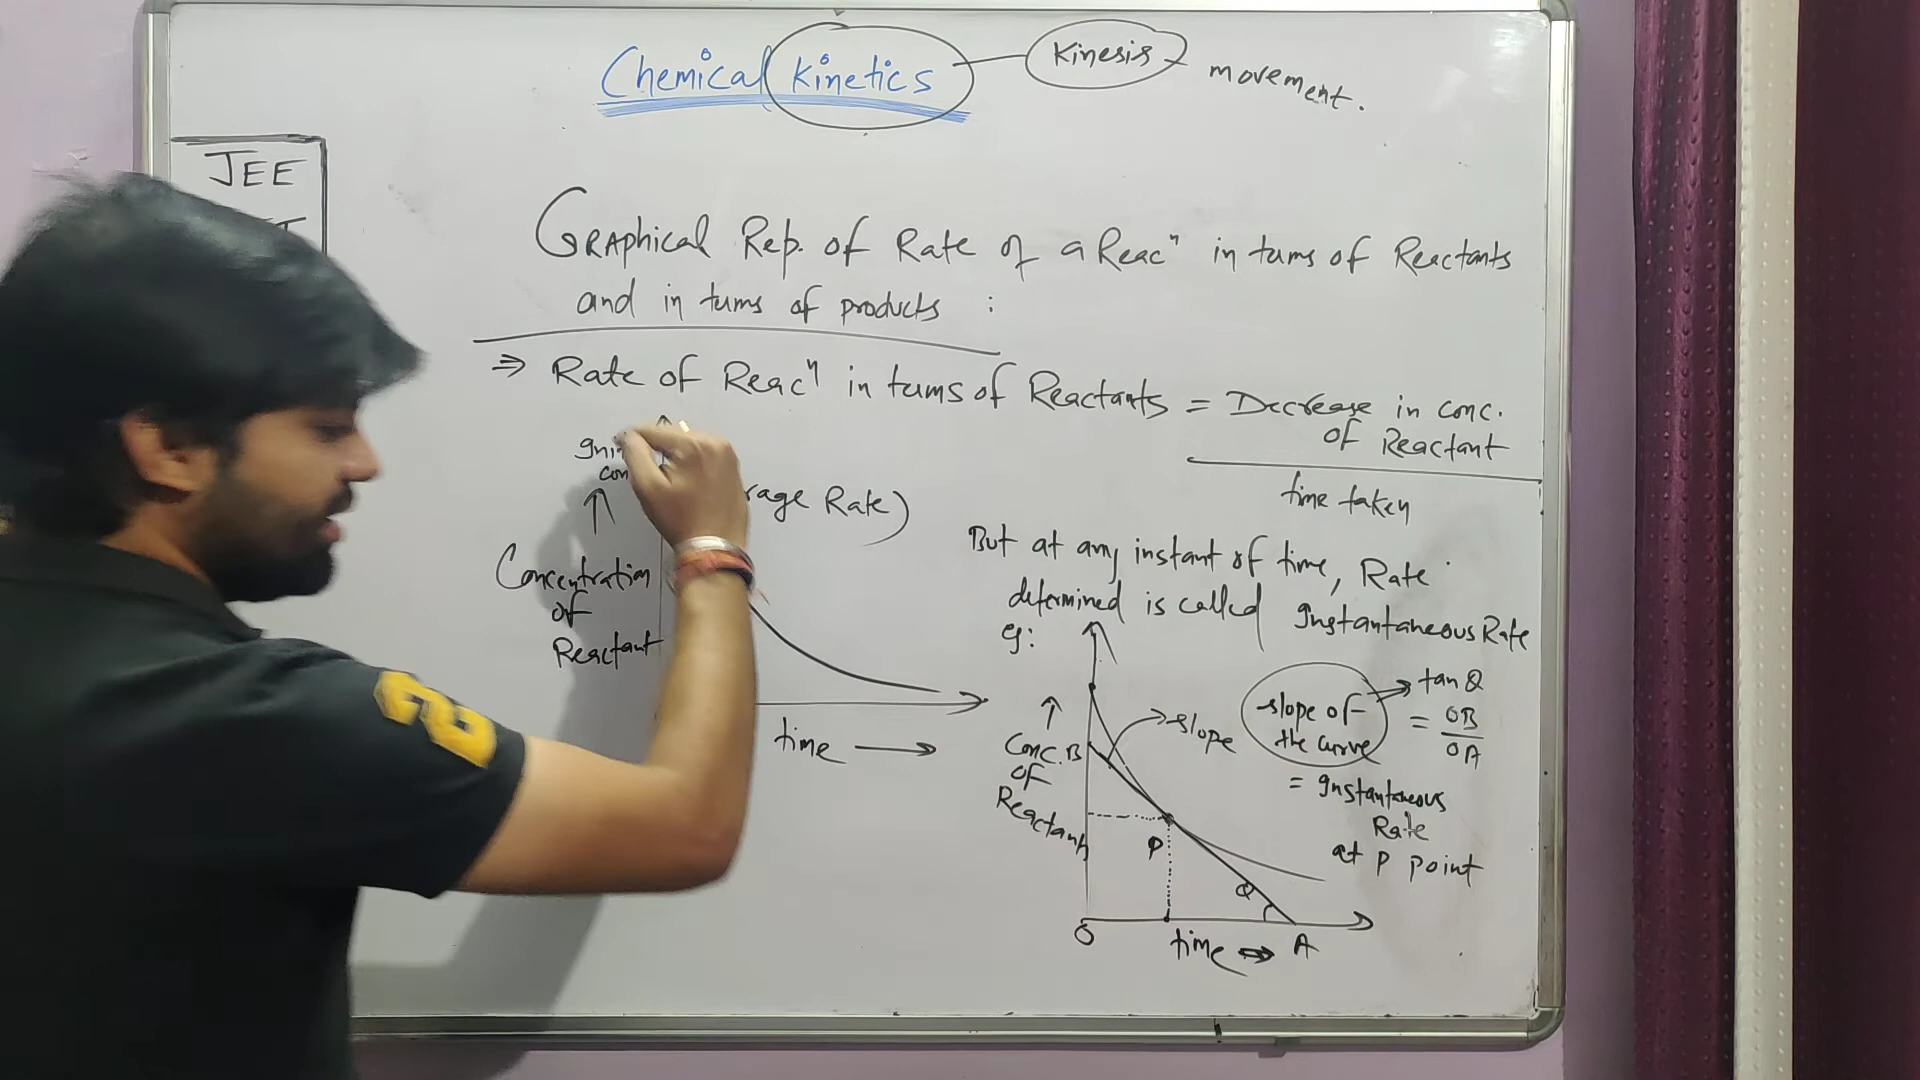 Chemical kinetics
Kinesis
movement.
JEE
GRAphical Rep. of Rate of a Reacⁿ in terms of Reactants
and in terms of products :
⇒ Rate of Reacⁿ in terms of Reactants = Decrease in conc.
of Reactant
time taken
rage Rate)
Concentration
of
Reactant
time →
But at any instant of time, Rate
determined is called Instantaneous Rate
eg:
Conc. B
of
Reactant
slope
P
θ
O
time → A
slope of
the curve
→ tan θ
= OB
OA
= Instantaneous
Rate
at P point
2